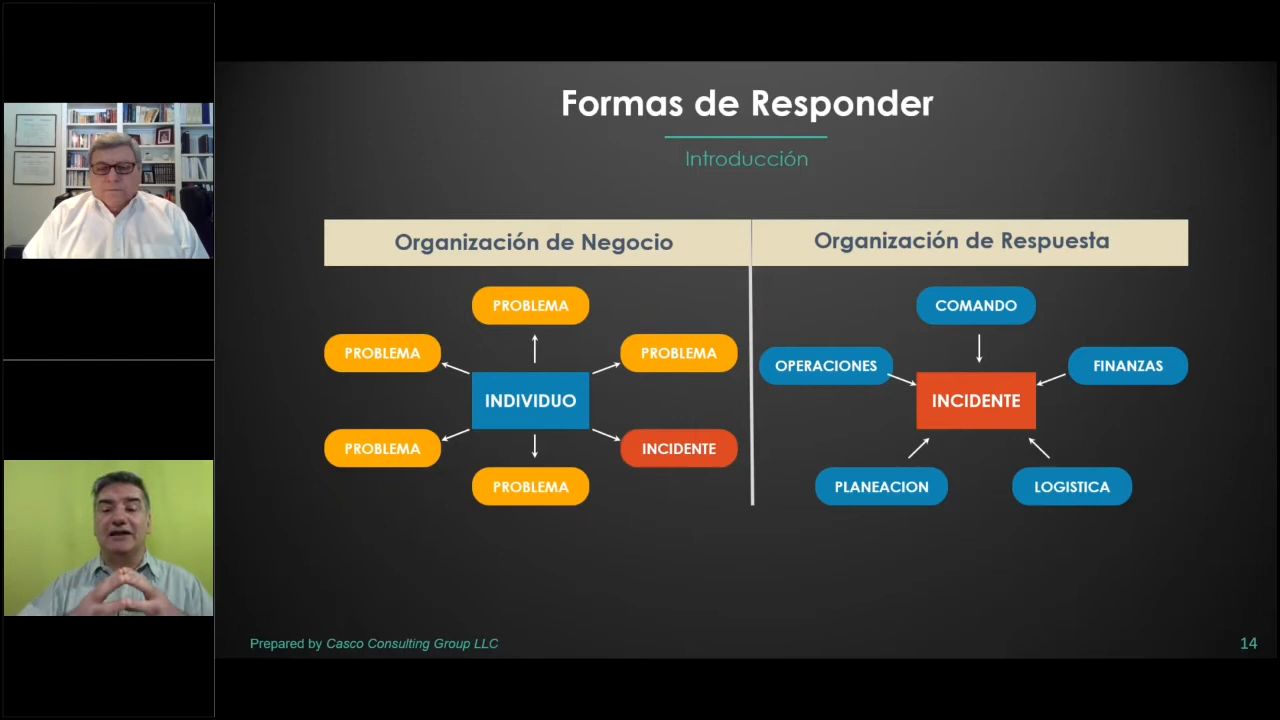 Formas de Responder
Introducción
Organización de Negocio
Organización de Respuesta
PROBLEMA
PROBLEMA
PROBLEMA
INDIVIDUO
PROBLEMA
INCIDENTE
PROBLEMA
COMANDO
OPERACIONES
FINANZAS
INCIDENTE
PLANEACION
LOGISTICA
Prepared by Casco Consulting Group LLC
14